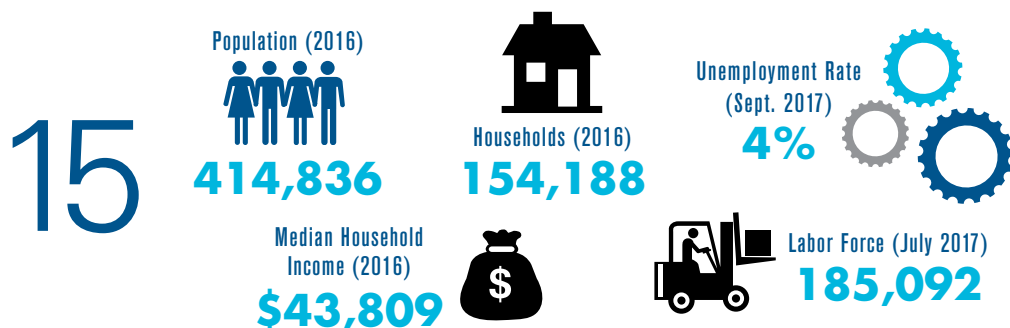 15
Population (2016)
414,836
Households (2016)
154,188
Unemployment Rate
(Sept. 2017)
4%
Median Household
Income (2016)
$43,809
$
Labor Force (July 2017)
185,092